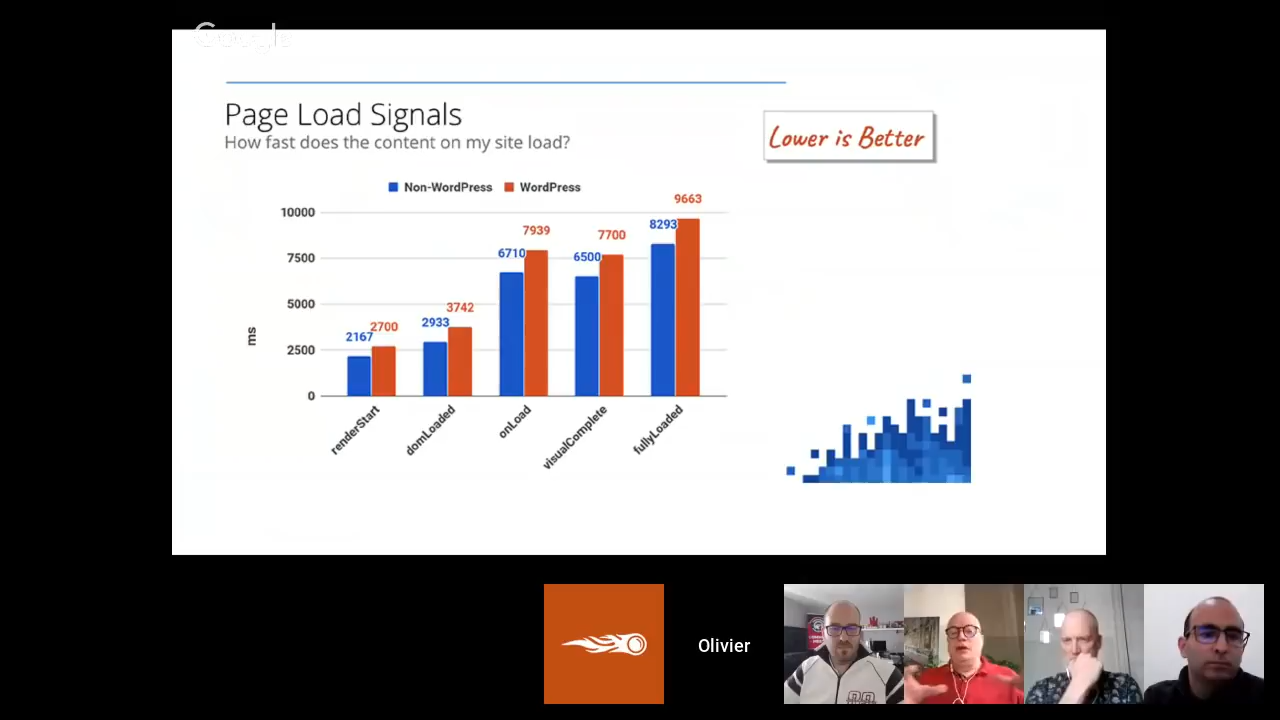 Google
Page Load Signals
How fast does the content on my site load?
Lower is Better
Non-WordPress WordPress
10000
7500
5000
2500
0
ms
2167 2700
2933 3742
6710 7939
6500 7700
8293 9663
renderStart
domLoaded
onLoad
visualComplete
fullyLoaded
Olivier